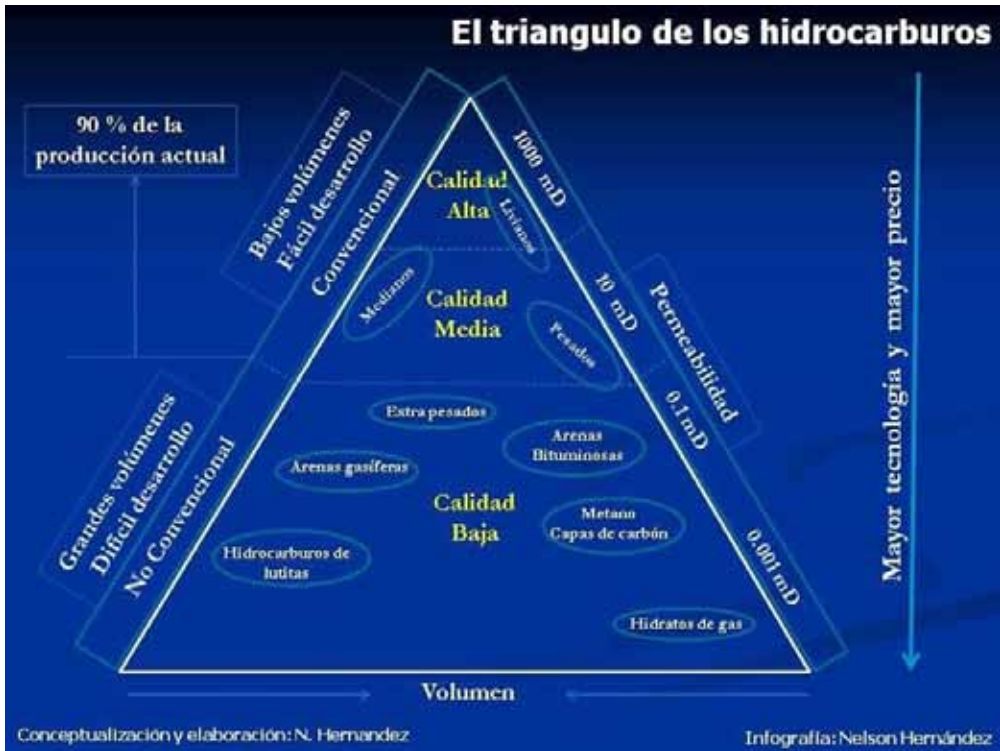 El triangulo de los hidrocarburos
90 % de la
producción actual
Bajos volúmenes
Fácil desarrollo
Convencional
Grandes volúmenes
Difícil desarrollo
No Convencional
Calidad
Alta
Livianos
Medianos
Calidad
Media
Pesados
Extra pesados
Arenas
Bituminosas
Arenas gasíferas
Calidad
Baja
Metano
Capas de carbón
Hidrocarburos de
lutitas
Hidratos de gas
1000 mD
10 mD
0.1 mD
0.001 mD
Permeabilidad
Mayor tecnología y mayor precio
Volumen
Conceptualización y elaboración: N. Hernandez
Infografía: Nelson Hernández